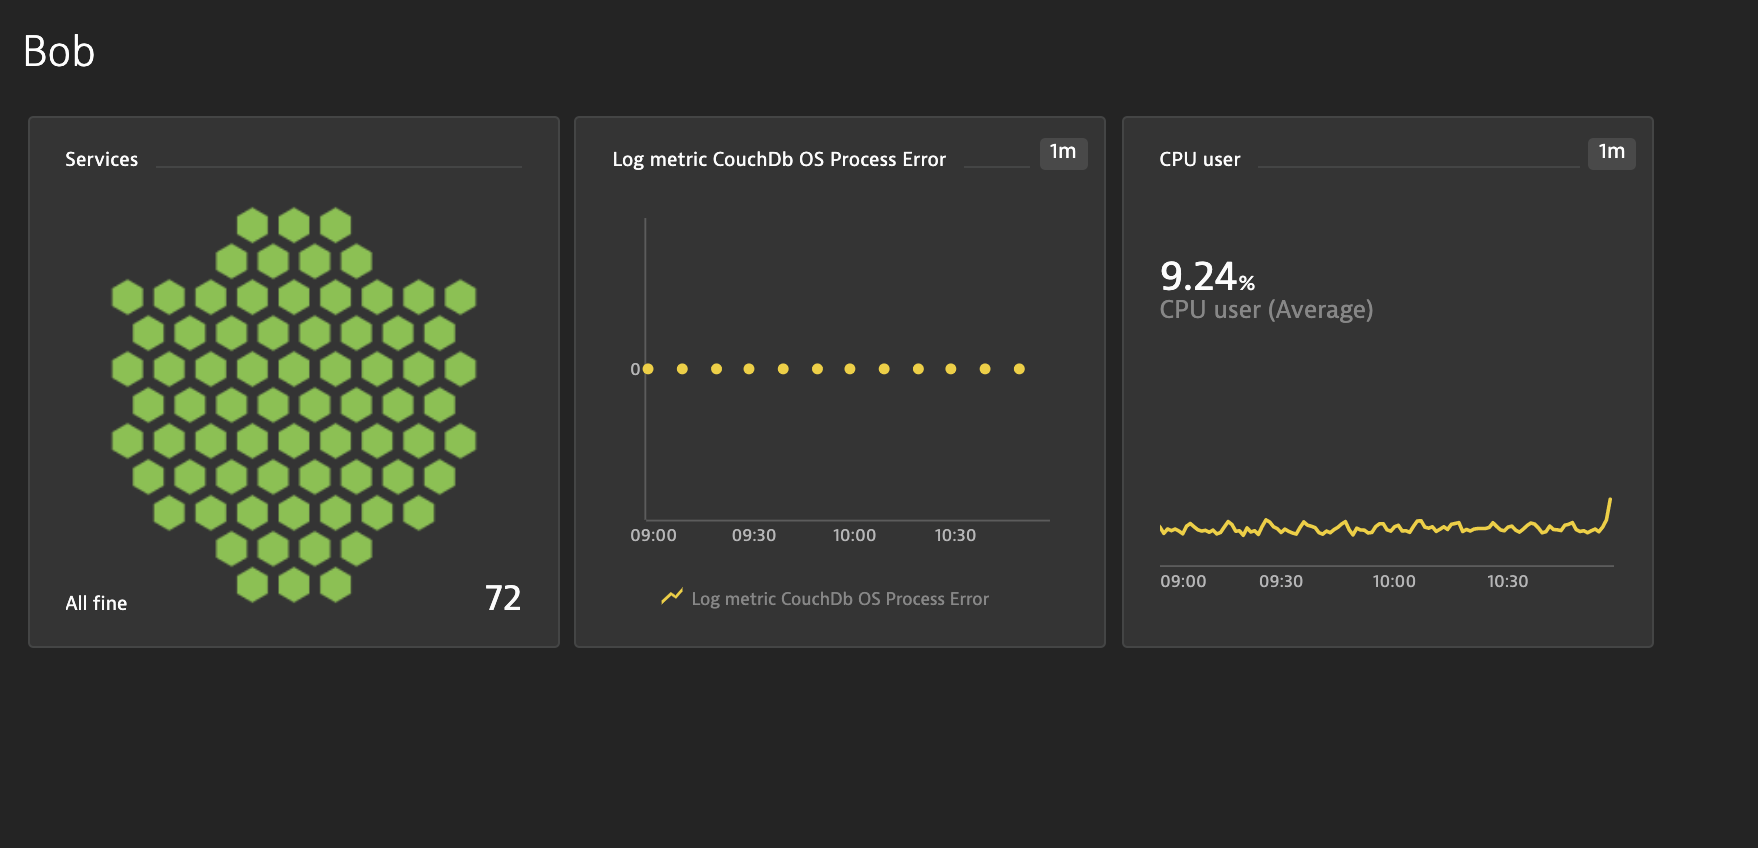 Bob
Services
All fine
72
Log metric CouchDb OS Process Error
1m
0
09:00 09:30 10:00 10:30
Log metric CouchDb OS Process Error
CPU user
1m
9.24%
CPU user (Average)
09:00 09:30 10:00 10:30